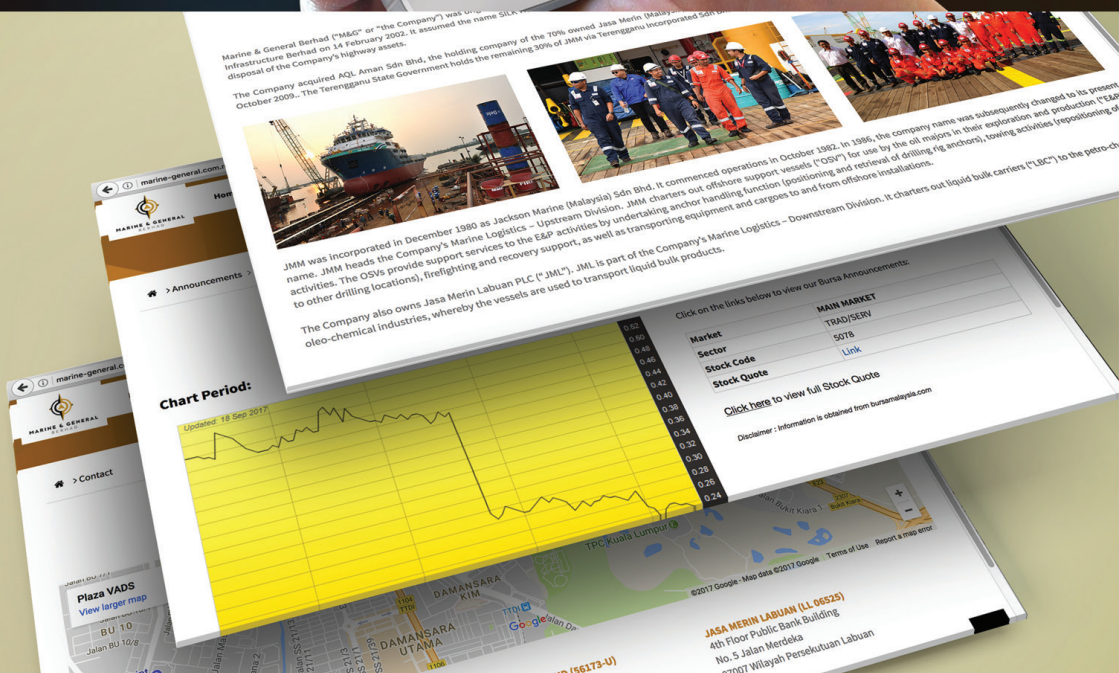 Marine & General Berhad ("M&G" or "the Company") was
Infrastructure Berhad on 14 February 2002. It assumed the name SILK
disposal of the Company's highway assets.
The Company acquired AQL Aman Sdn Bhd, the holding company of the 70% owned Jasa Merin (Malaysia
October 2009.. The Terengganu State Government holds the remaining 30% of JMM via Terengganu Incorporated Sdn
JMM was incorporated in December 1980 as Jackson Marine (Malaysia) Sdn Bhd. It commenced operations in October 1982. In 1986, the company name was subsequently changed to its present
name. JMM heads the Company's Marine Logistics – Upstream Division. JMM charters out offshore support vessels ("OSV") for use by the oil majors in their exploration and production ("E&P
activities. The OSVs provide support services to the E&P activities by undertaking anchor handling function (positioning and retrieval of drilling rig anchors), towing activities (repositioning of
to other drilling locations), firefighting and recovery support, as well as transporting equipment and cargoes to and from offshore installations.
The Company also owns Jasa Merin Labuan PLC ("JML"). JML is part of the Company's Marine Logistics – Downstream Division. It charters out liquid bulk carriers ("LBC") to the petro-ch
oleo-chemical industries, whereby the vessels are used to transport liquid bulk products.
marine-general.com.m
MARINE & GENERAL
BERHAD
Hom
> Announcements >
Chart Period:
Updated: 18 Sep 2017
0.52
0.50
0.48
0.46
0.44
0.42
0.40
0.38
0.36
0.34
0.32
0.30
0.28
0.26
0.24
Click on the links below to view our Bursa Announcements:
Market MAIN MARKET
Sector TRAD/SERV
Stock Code 5078
Stock Quote Link
Click here to view full Stock Quote
Disclaimer : Information is obtained from bursamalaysia.com
marine-general.c
MARINE & GENERAL
BERHAD
> Contact
Plaza VADS
View larger map
BU 10
Jalan BU 10/8
DAMANSARA
KIM
DAMANSARA
UTAMA
TTDI
Google
TPC Kuala Lumpur
Bukit Kiara
+
−
©2017 Google - Map data ©2017 Google Terms of Use Report a map error
(56173-U)
JASA MERIN LABUAN (LL 06525)
4th Floor Public Bank Building
No. 5 Jalan Merdeka
87007 Wilayah Persekutuan Labuan